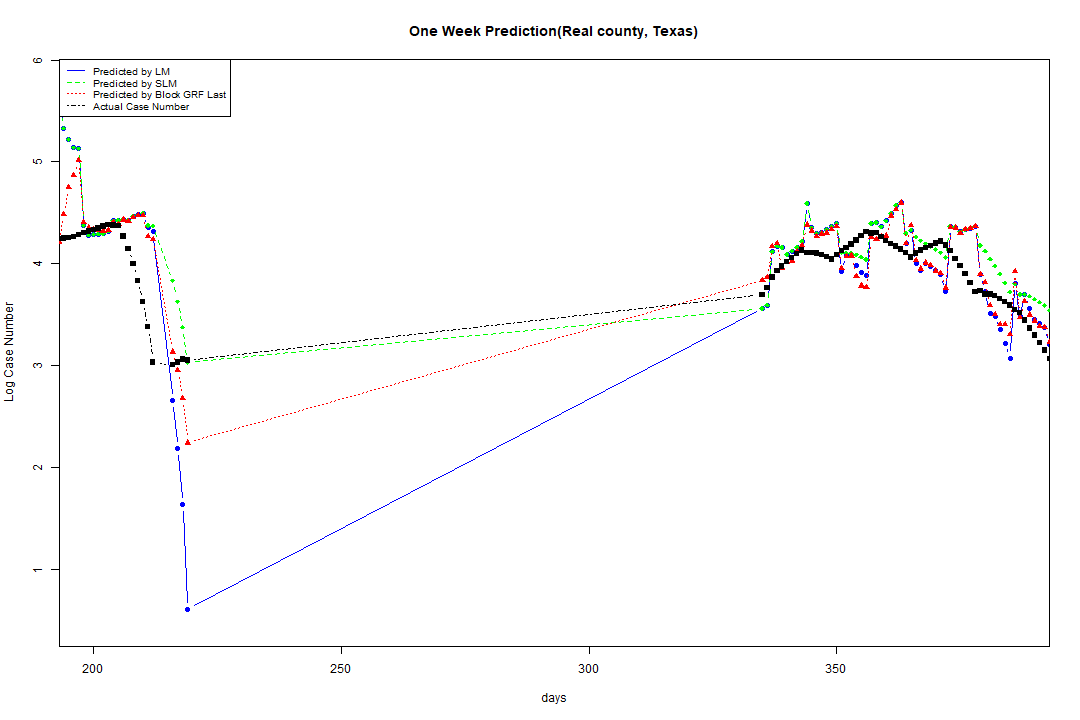 One Week Prediction(Real county, Texas)
Predicted by LM
Predicted by SLM
Predicted by Block GRF Last
Actual Case Number
6
5
4
3
2
1
Log Case Number
200
250
300
350
days